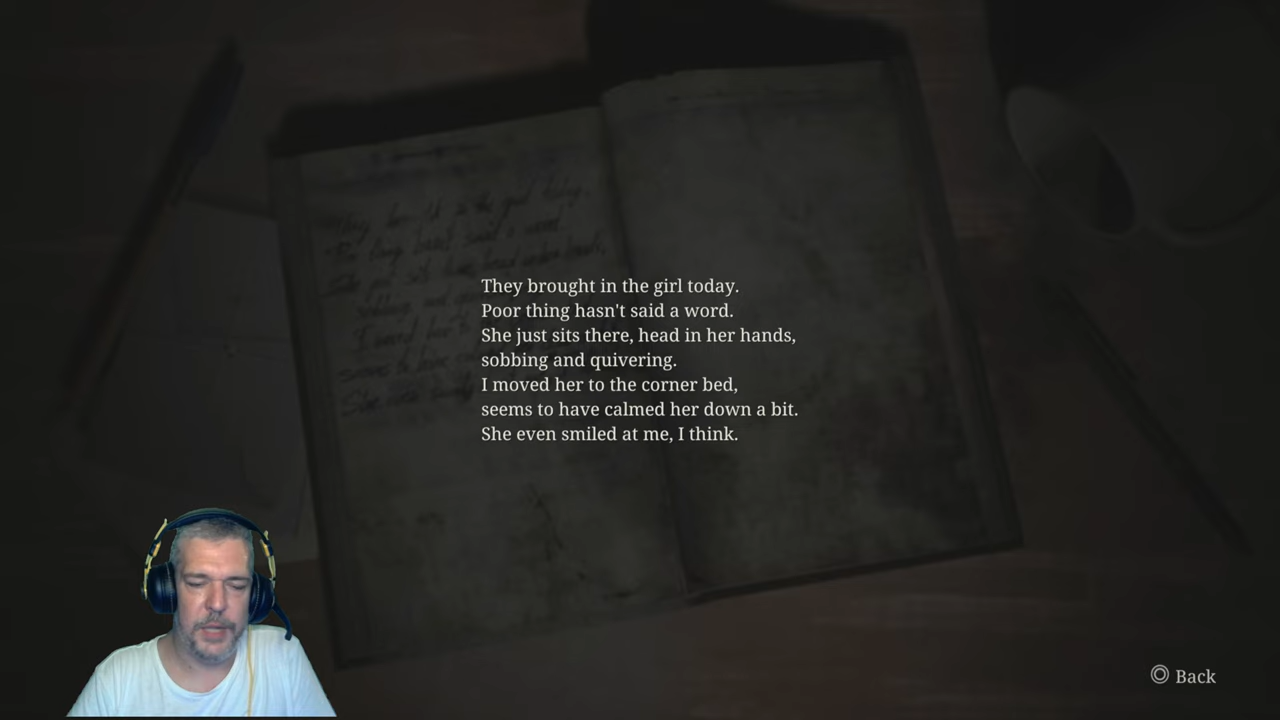 They brought in the girl today.
Poor thing hasn't said a word.
She just sits there, head in her hands,
sobbing and quivering.
I moved her to the corner bed,
seems to have calmed her down a bit.
She even smiled at me, I think.
Back